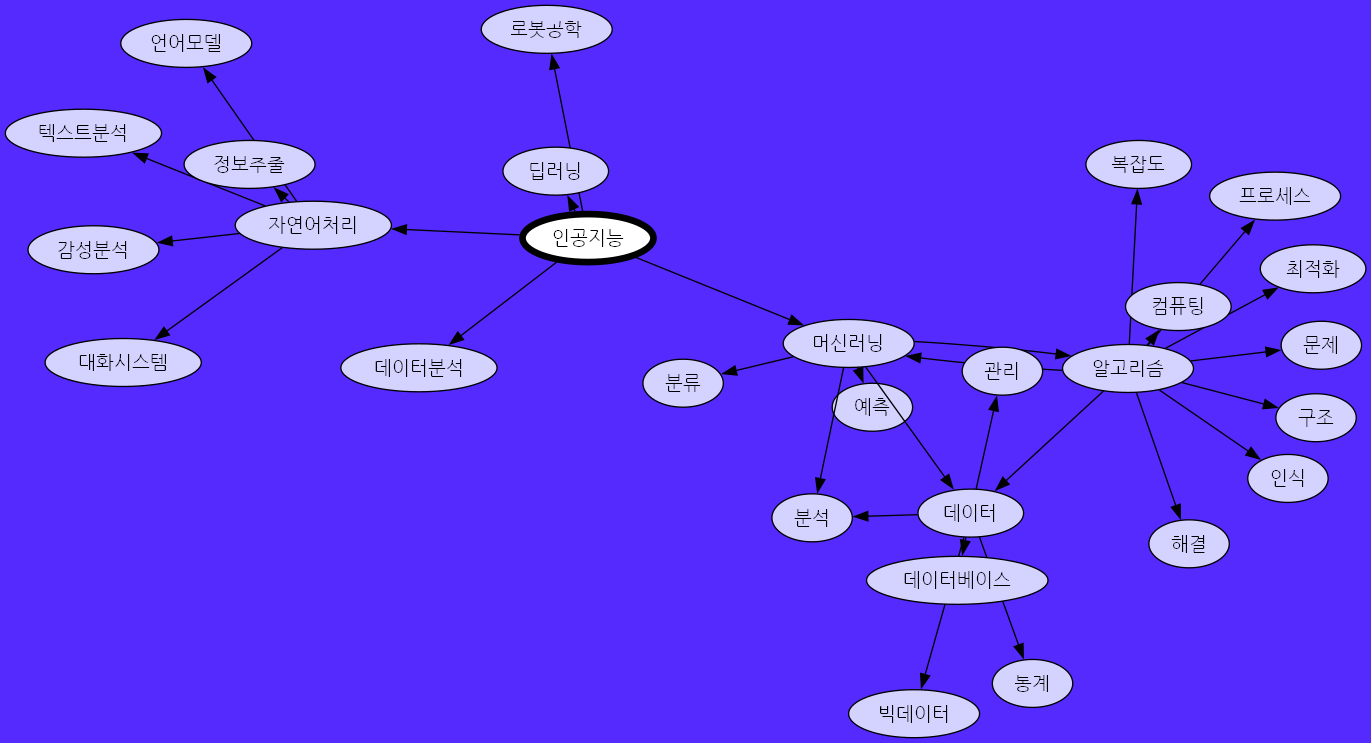 로봇공학
언어모델
텍스트분석
복잡도
정보추출
딥러닝
프로세스
자연어처리
인공지능
감성분석
최적화
컴퓨팅
머신러닝
문제
대화시스템
데이터분석
알고리즘
관리
분류
예측
구조
인식
데이터
분석
해결
데이터베이스
통계
빅데이터